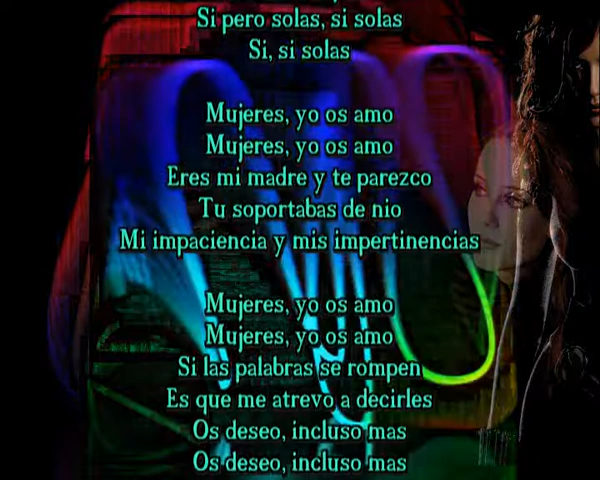 Si pero solas, si solas
Si, si solas
Mujeres, yo os amo
Mujeres, yo os amo
Eres mi madre y te parezco
Tu soportabas de nio
Mi impaciencia y mis impertinencias
Mujeres, yo os amo
Mujeres, yo os amo
Si las palabras se rompen
Es que me atrevo a decirles
Os deseo, incluso mas
Os deseo, incluso mas